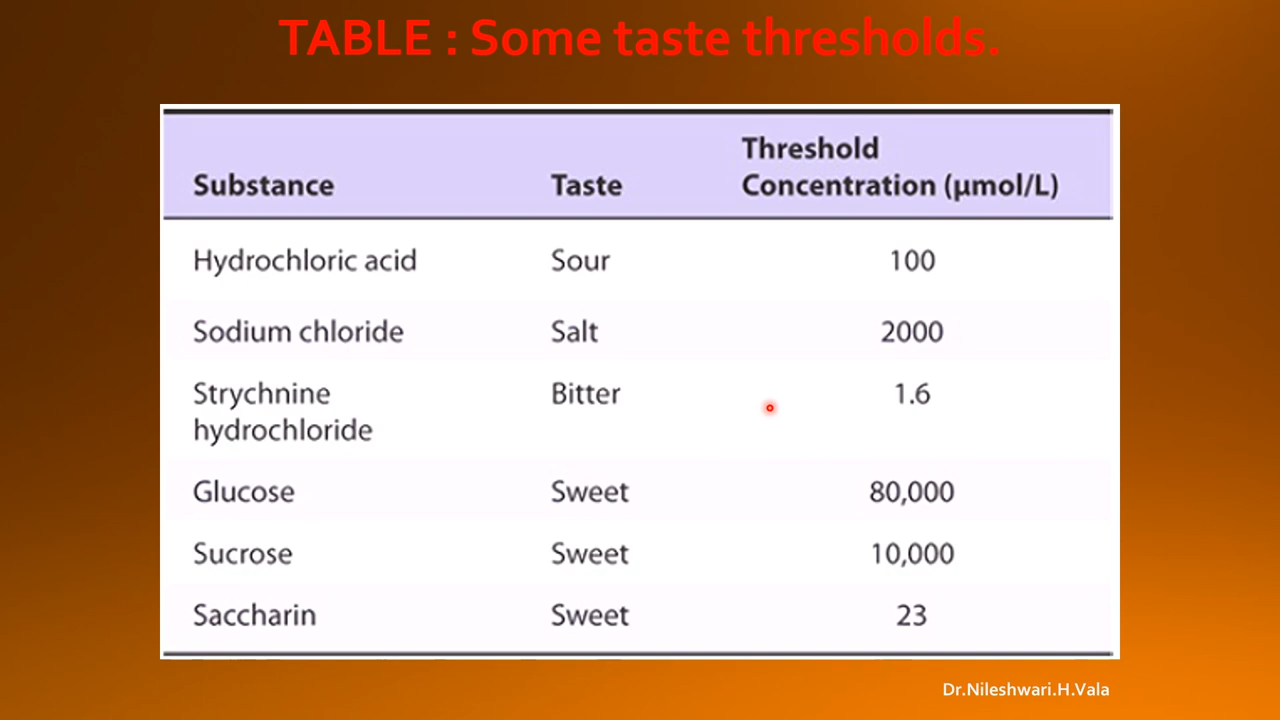 TABLE : Some taste thresholds.
Threshold
Substance Taste Concentration (µmol/L)
Hydrochloric acid Sour 100
Sodium chloride Salt 2000
Strychnine Bitter 1.6
hydrochloride
Glucose Sweet 80,000
Sucrose Sweet 10,000
Saccharin Sweet 23
Dr.Nileshwari.H.Vala